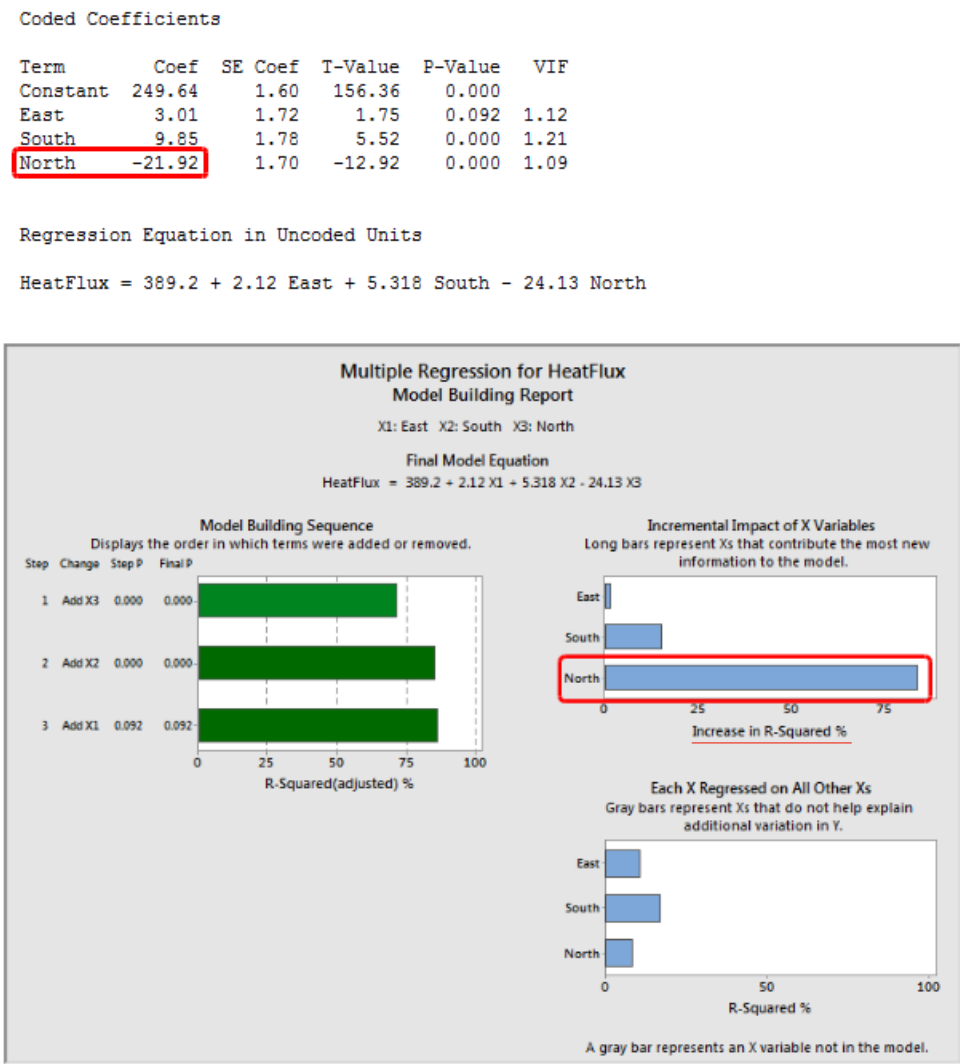 Coded Coefficients
Term Coef SE Coef T-Value P-Value VIF
Constant 249.64 1.60 156.36 0.000
East 3.01 1.72 1.75 0.092 1.12
South 9.85 1.78 5.52 0.000 1.21
North -21.92 1.70 -12.92 0.000 1.09
Regression Equation in Uncoded Units
HeatFlux = 389.2 + 2.12 East + 5.318 South - 24.13 North
Multiple Regression for HeatFlux
Model Building Report
X1: East X2: South X3: North
Final Model Equation
HeatFlux = 389.2 + 2.12 X1 + 5.318 X2 - 24.13 X3
Model Building Sequence
Displays the order in which terms were added or removed.
Step Change Step P Final P
1 Add X3 0.000 0.000
2 Add X2 0.000 0.000
3 Add X1 0.092 0.092
0 25 50 75 100
R-Squared(adjusted) %
Incremental Impact of X Variables
Long bars represent Xs that contribute the most new
information to the model.
East
South
North
0 25 50 75
Increase in R-Squared %
Each X Regressed on All Other Xs
Gray bars represent Xs that do not help explain
additional variation in Y.
East
South
North
0 50 100
R-Squared %
A gray bar represents an X variable not in the model.